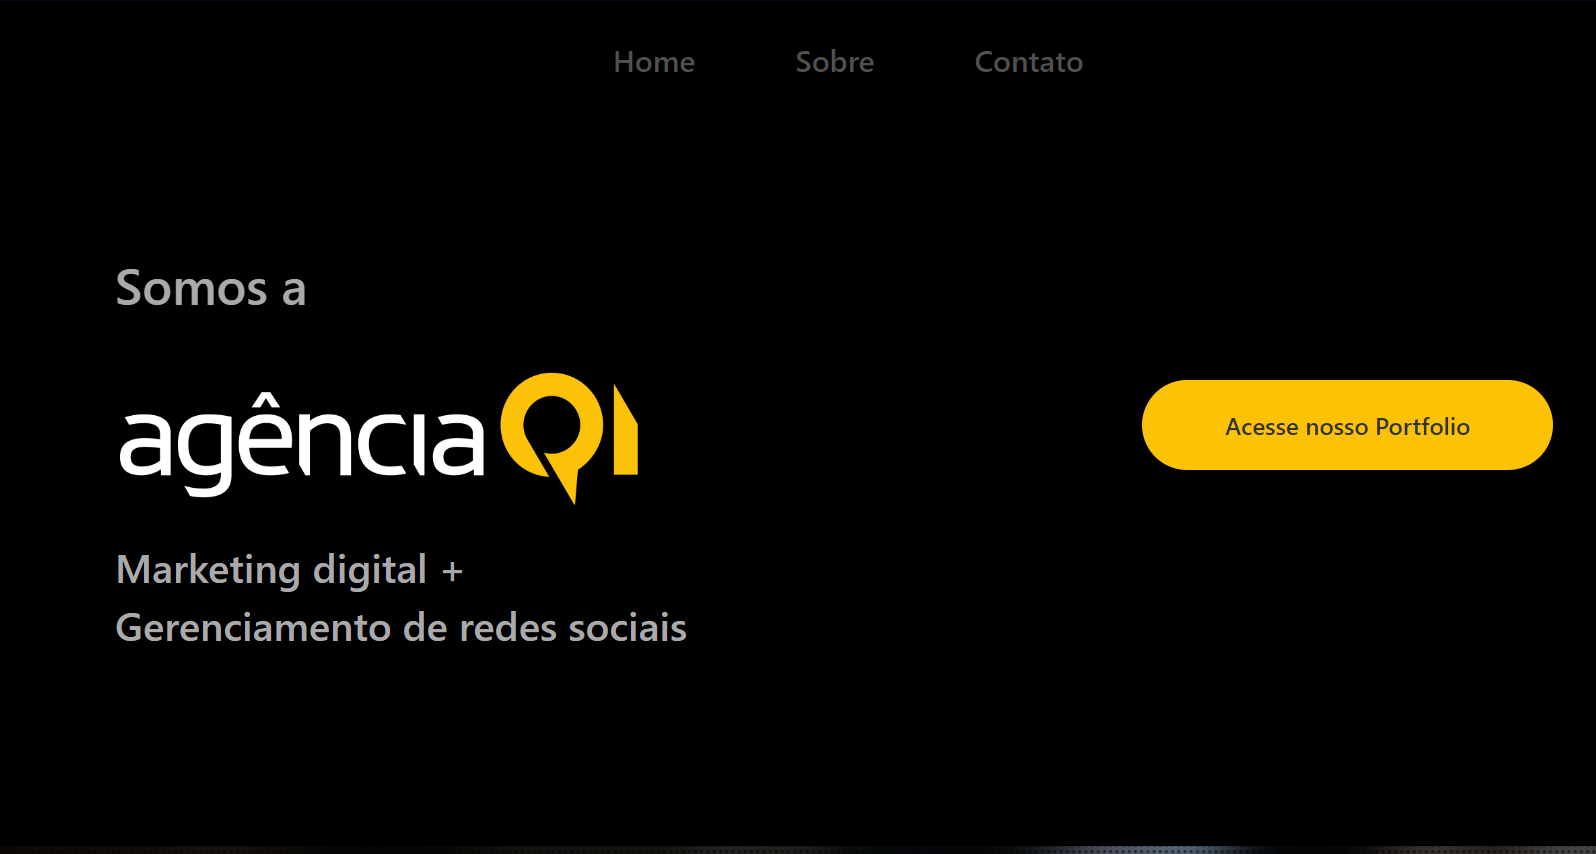 Home Sobre Contato
Somos a
agência QI
Acesse nosso Portfolio
Marketing digital +
Gerenciamento de redes sociais